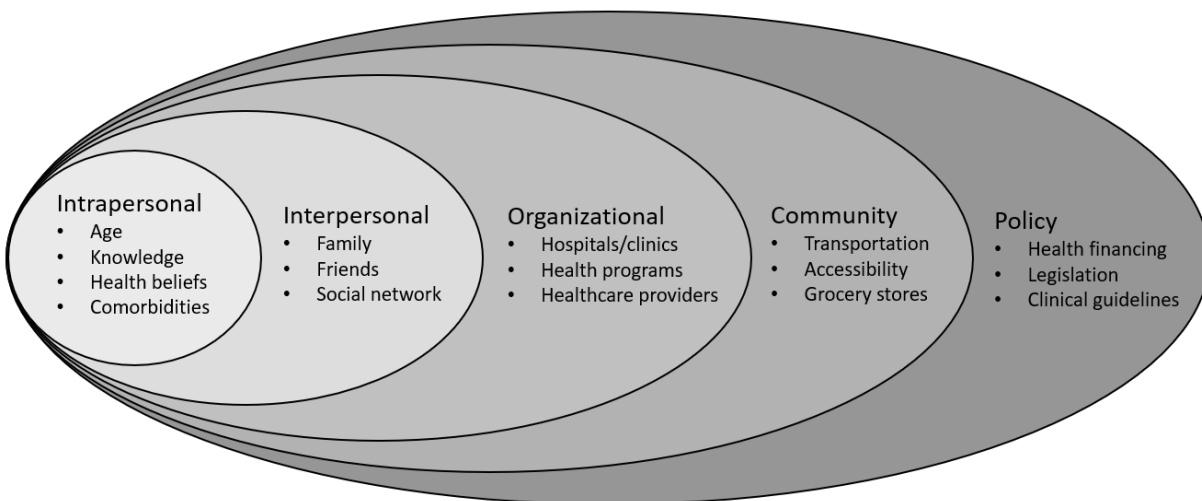 Intrapersonal
• Age
• Knowledge
• Health beliefs
• Comorbidities
Interpersonal
• Family
• Friends
• Social network
Organizational
• Hospitals/clinics
• Health programs
• Healthcare providers
Community
• Transportation
• Accessibility
• Grocery stores
Policy
• Health financing
• Legislation
• Clinical guidelines